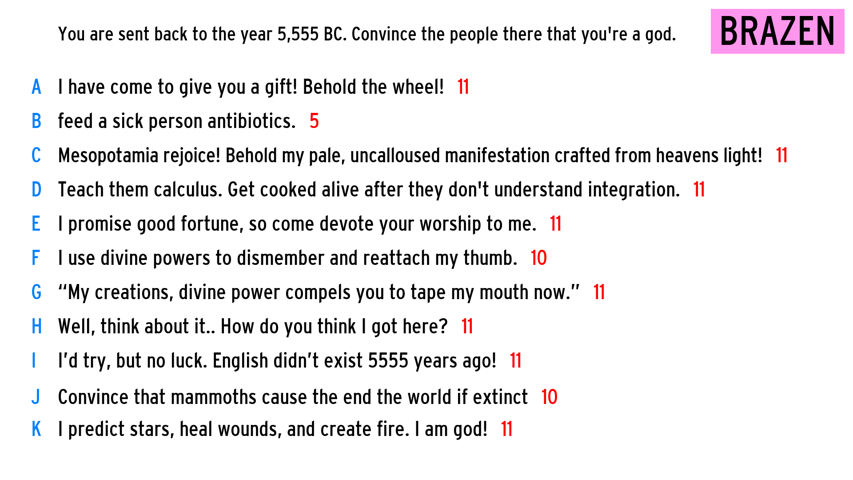 You are sent back to the year 5,555 BC. Convince the people there that you're a god.
BRAZEN
A I have come to give you a gift! Behold the wheel! 11
B feed a sick person antibiotics. 5
C Mesopotamia rejoice! Behold my pale, uncalloused manifestation crafted from heavens light! 11
D Teach them calculus. Get cooked alive after they don't understand integration. 11
E I promise good fortune, so come devote your worship to me. 11
F I use divine powers to dismember and reattach my thumb. 10
G “My creations, divine power compels you to tape my mouth now.” 11
H Well, think about it.. How do you think I got here? 11
I I’d try, but no luck. English didn’t exist 5555 years ago! 11
J Convince that mammoths cause the end the world if extinct 10
K I predict stars, heal wounds, and create fire. I am god! 11